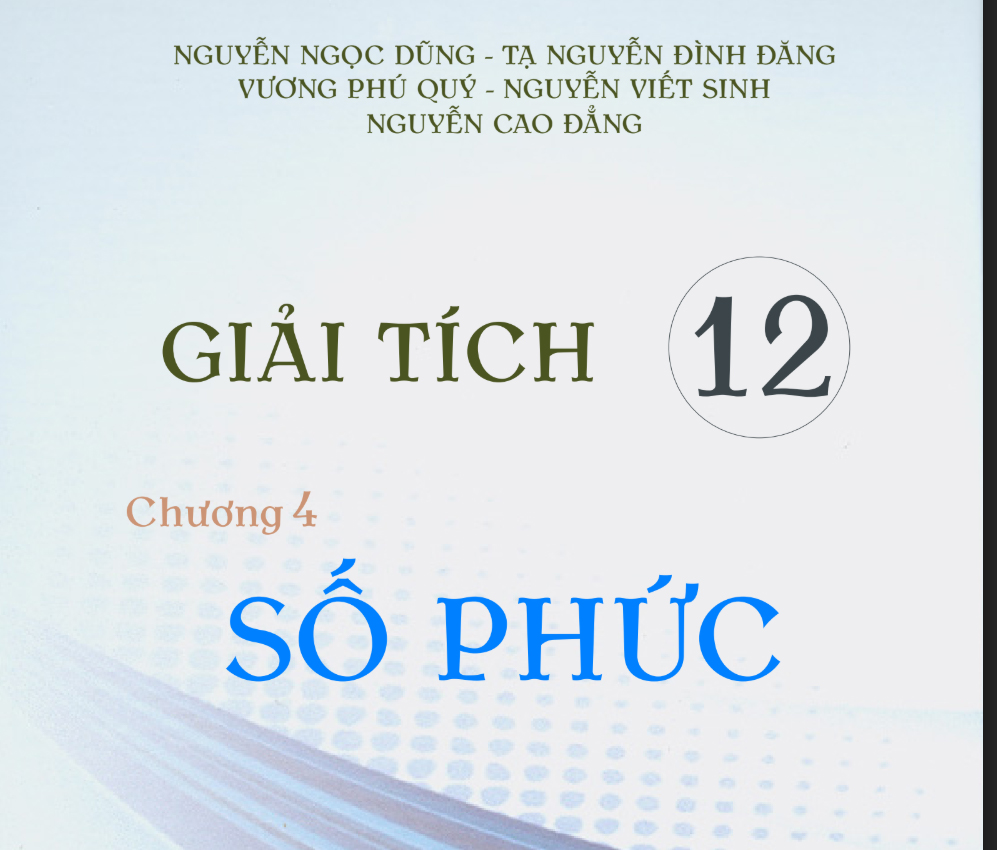 NGUYỄN NGỌC DŨNG - TẠ NGUYỄN ĐÌNH ĐĂNG
VƯƠNG PHÚ QUÝ - NGUYỄN VIẾT SINH
NGUYỄN CAO ĐẲNG
GIẢI TÍCH 12
Chương 4
SỐ PHỨC